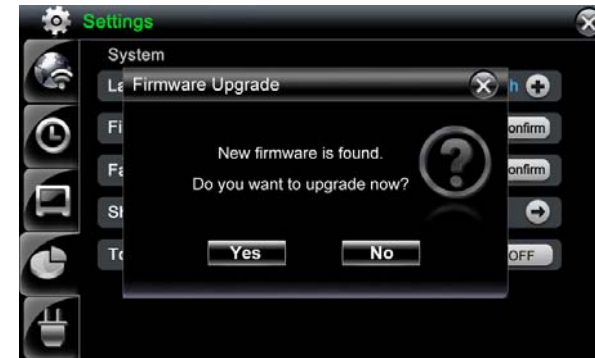 Settings
System
Firmware Upgrade
New firmware is found.
Do you want to upgrade now?
Yes
No
OFF